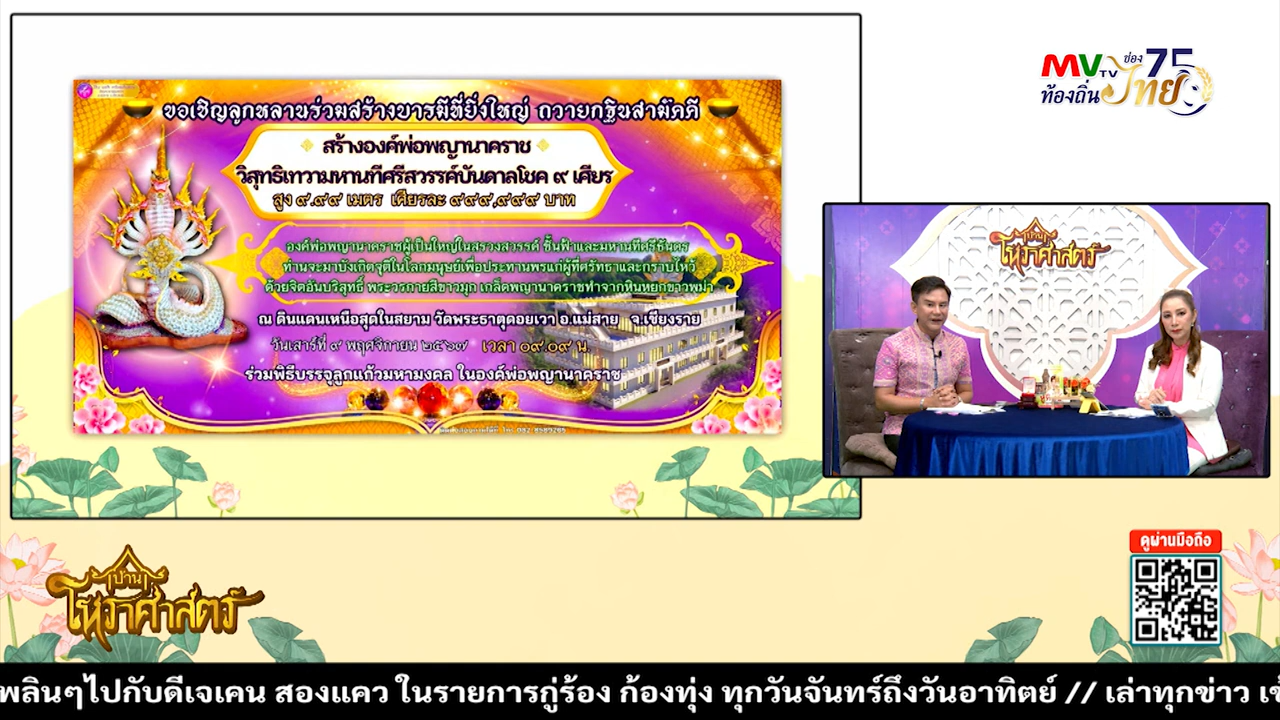 ขอเชิญลูกหลานร่วมสร้างบารมีที่ยิ่งใหญ่ ถวายกฐินสามัคคี
สร้างองค์พ่อพญานาคราช
วิสุทธิเทวามหานทีศรีสวรรค์บันดาลโชค ๙ เศียร
สูง ๙.๙๙ เมตร เศียรละ ๙๙๙,๙๙๙ บาท
องค์พ่อพญานาคราชผู้เป็นใหญ่ในสรวงสวรรค์ ชั้นฟ้าและมหานทีศรีธันดร
ท่านจะมาบังเกิดจุติในโลกมนุษย์เพื่อประทานพรแก่ผู้ที่ศรัทธาและกราบไหว้
ด้วยจิตอันบริสุทธิ์ พระวรกายสีขาวมุก เกล็ดพญานาคราชทำจากหินหยกขาวพม่า
ณ ดินแดนเหนือสุดในสยาม วัดพระธาตุดอยเวา อ.แม่สาย จ.เชียงราย
วันเสาร์ที่ ๙ พฤศจิกายน ๒๕๖๗ เวลา ๐๙.๐๙ น.
ร่วมพิธีบรรจุลูกแก้วมหามงคล ในองค์พ่อพญานาคราช
MVTV ช่อง 75
ท้องถิ่นไทย
บ้าน
โหราศาสตร์
ดูผ่านมือถือ
บ้าน
โหราศาสตร์
พลินๆไปกับดีเจเคน สองแคว ในรายการกู่ร้อง ก้องทุ่ง ทุกวันจันทร์ถึงวันอาทิตย์ // เล่าทุกข่าว เช้